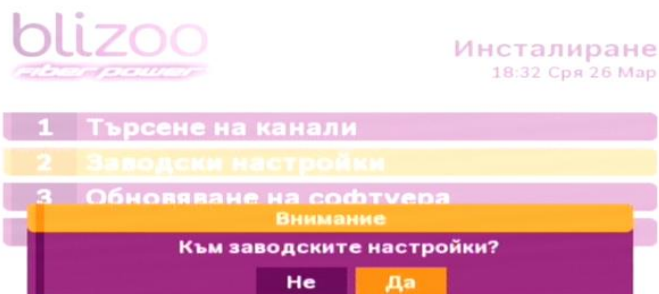 blizoo
fiber power
Инсталиране
18:32 Сря 26 Мар
1 Търсене на канали
2 Заводски настройки
3 Обновяване на софтуера
Внимание
Към заводските настройки?
Не Да